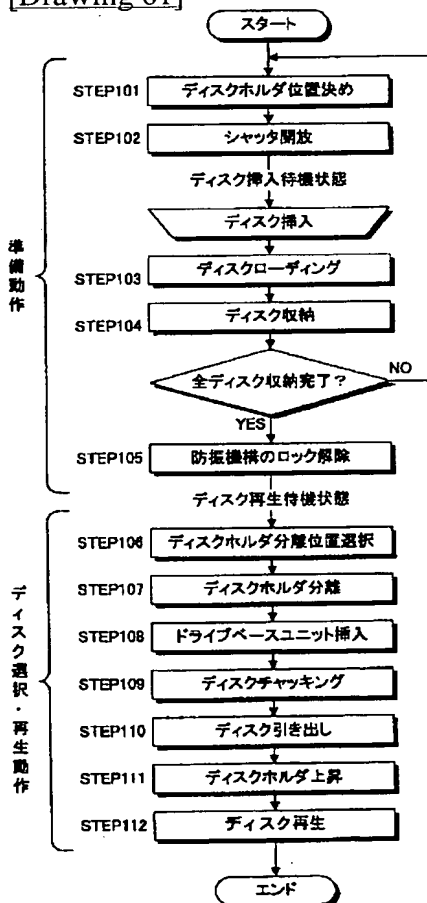 [Drawing 61]
スタート
STEP101 ディスクホルダ位置決め
STEP102 シャッタ開放
ディスク挿入待機状態
ディスク挿入
STEP103 ディスクローディング
STEP104 ディスク収納
全ディスク収納完了？
NO
YES
STEP105 防振機構のロック解除
準備動作
ディスク再生待機状態
STEP106 ディスクホルダ分離位置選択
STEP107 ディスクホルダ分離
STEP108 ドライブベースユニット挿入
STEP109 ディスクチャッキング
STEP110 ディスク引き出し
STEP111 ディスクホルダ上昇
STEP112 ディスク再生
ディスク選択・再生動作
エンド